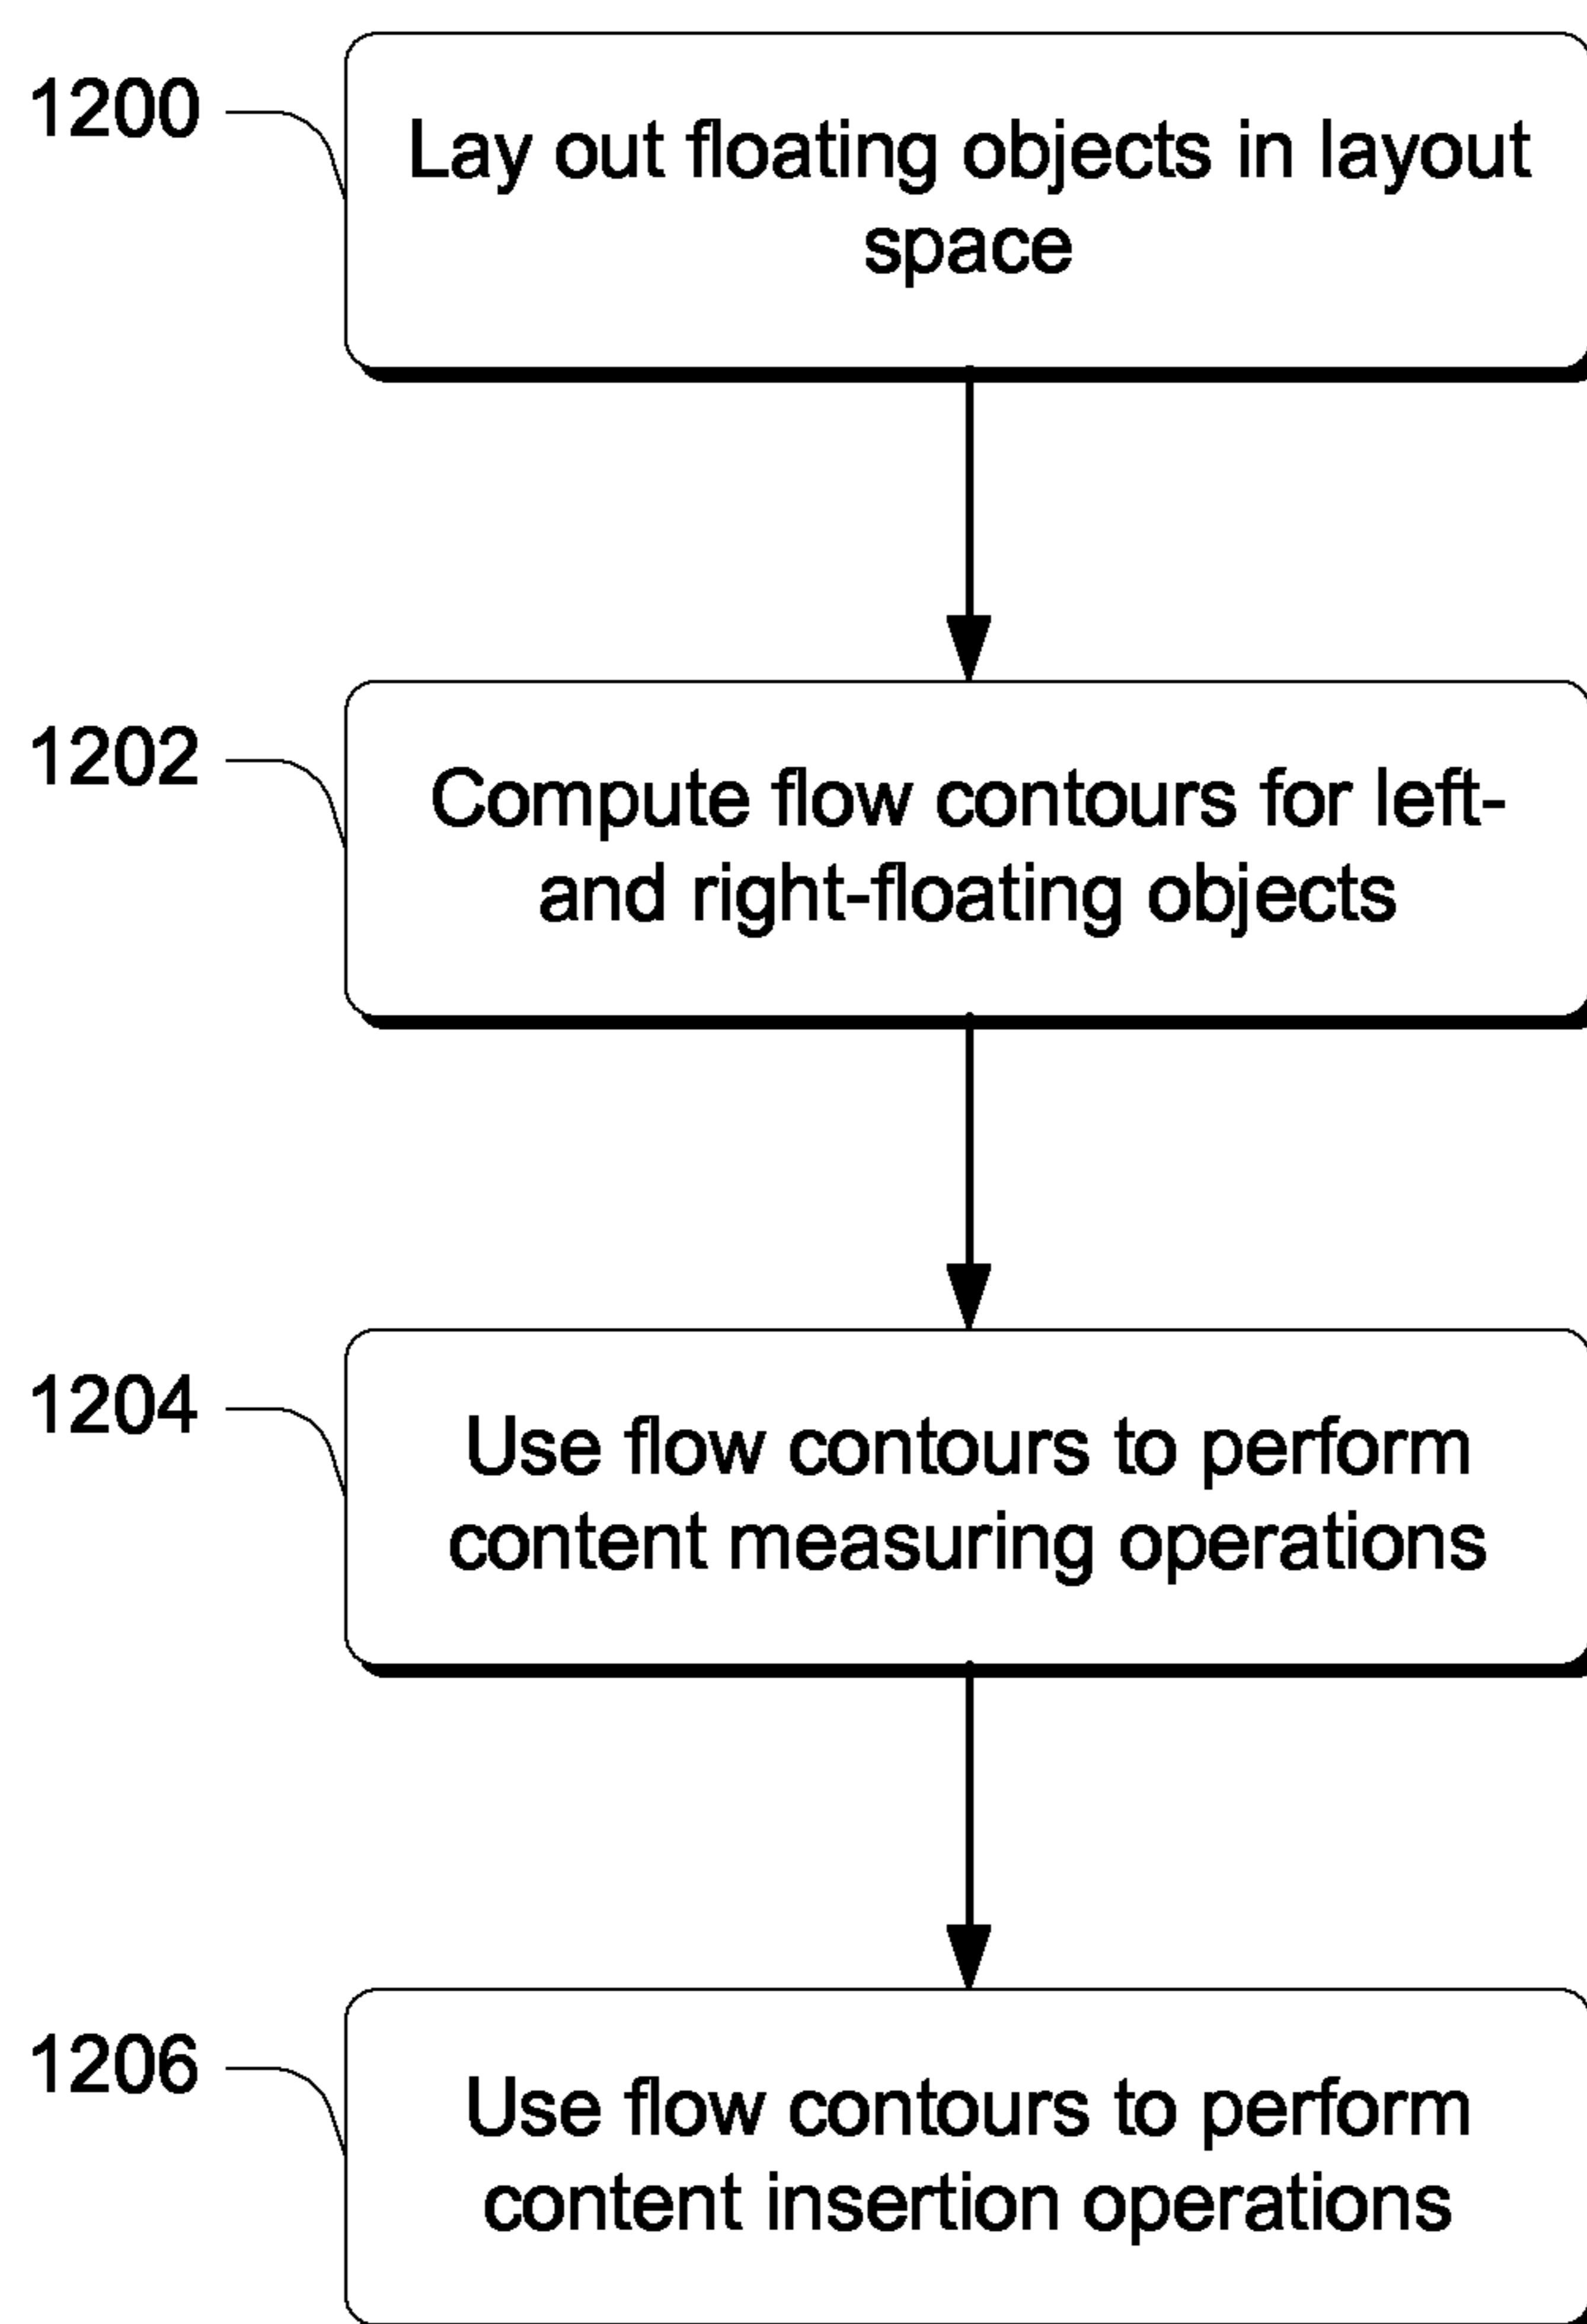 1200
Lay out floating objects in layout
space
1202
Compute flow contours for left-
and right-floating objects
1204
Use flow contours to perform
content measuring operations
1206
Use flow contours to perform
content insertion operations